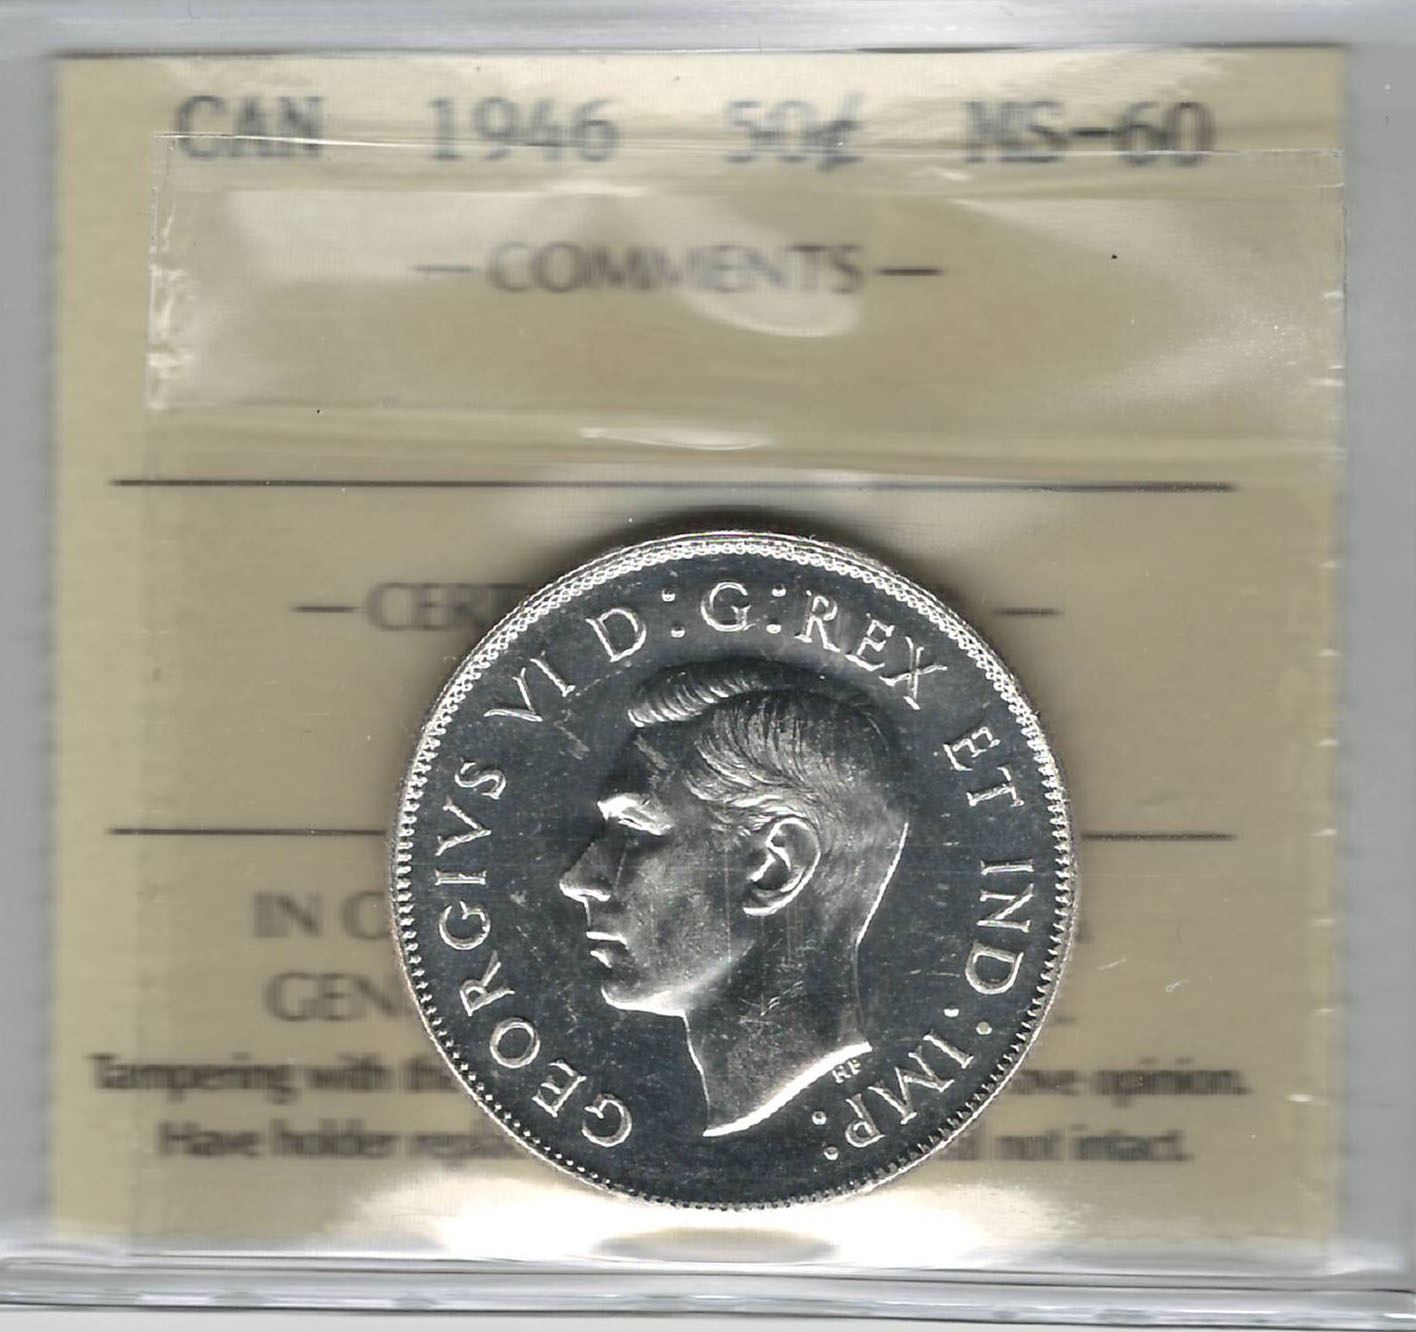 CAN 1946 50¢ MS-60
—COMMENTS—
—CERT —
GEORGIVS VI D:G:REX ET IND:IMP:
HP
IN C
GEN
Tampering with the ove opinion.
Have holder repl d not intact.